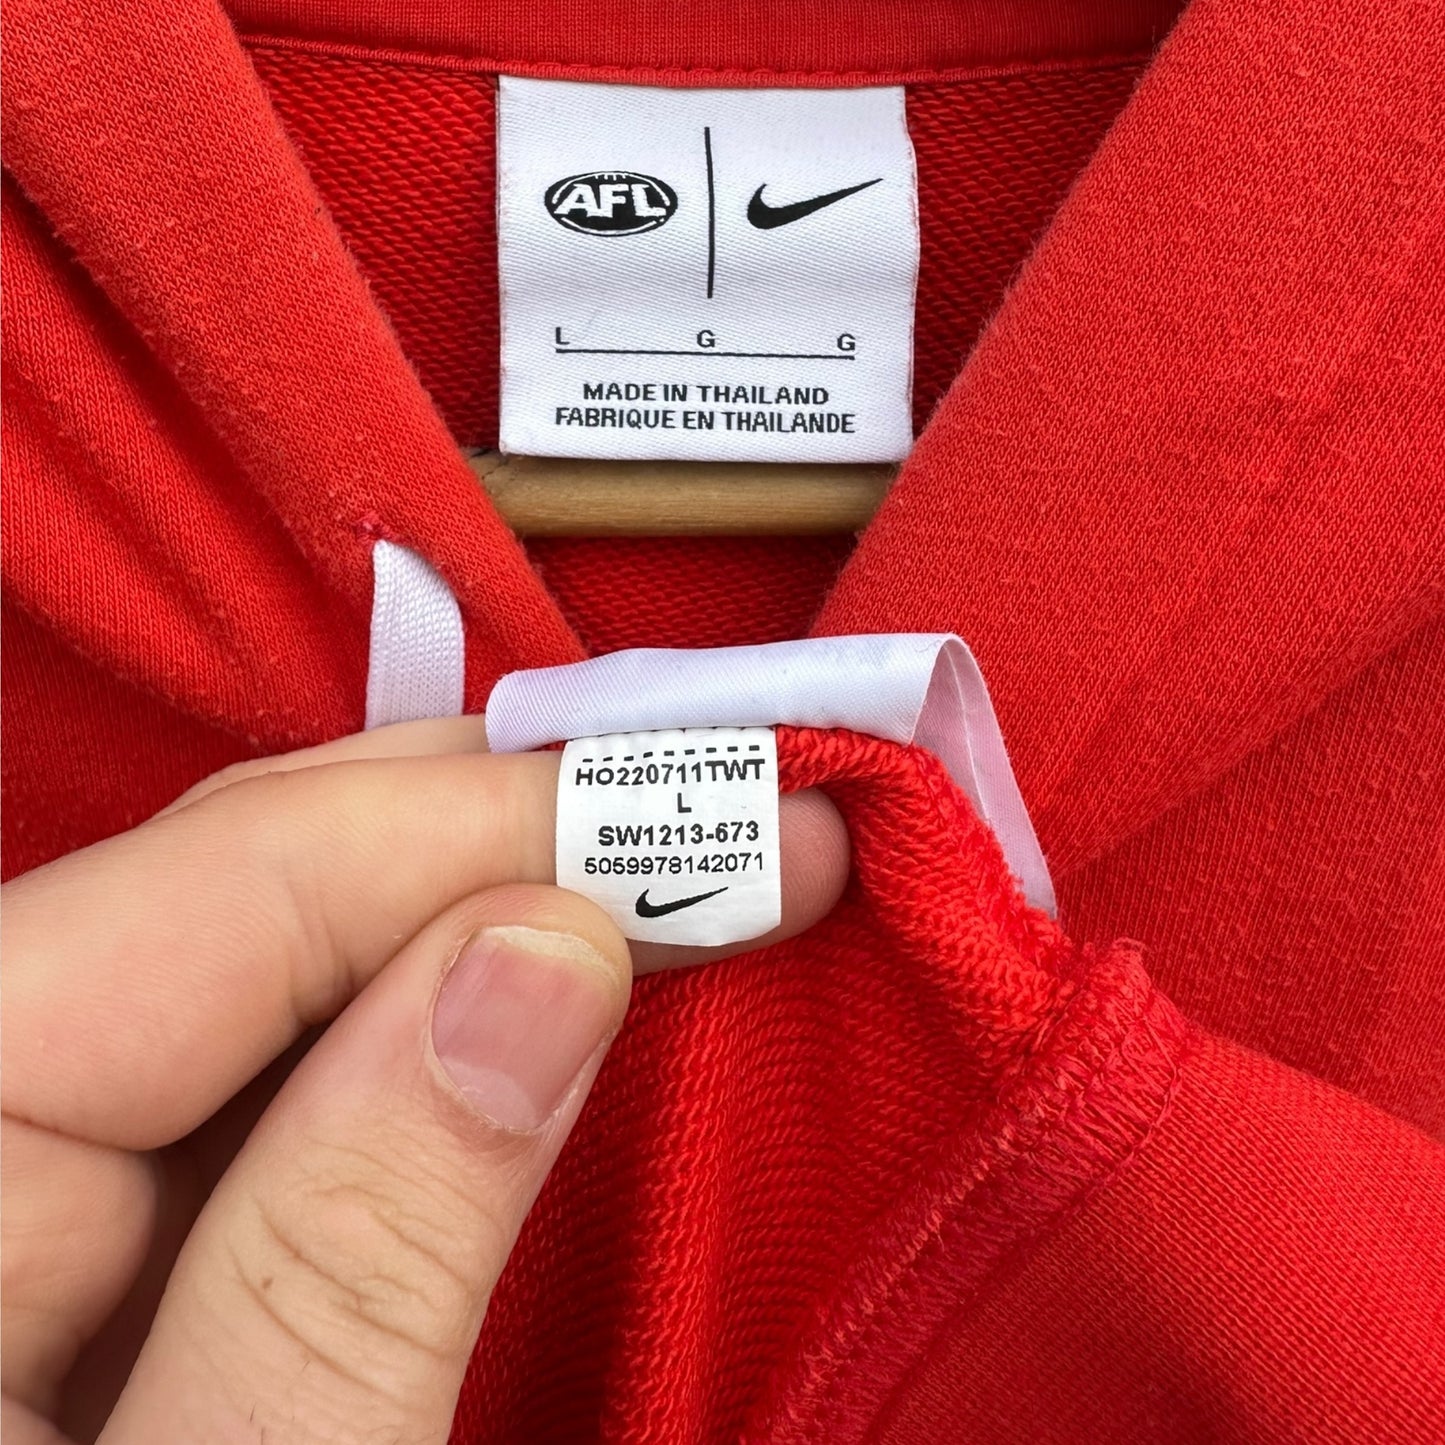 AFL
L G G
MADE IN THAILAND
FABRIQUE EN THAILANDE
HO220711TWT
L
SW1213-673
5059978142071